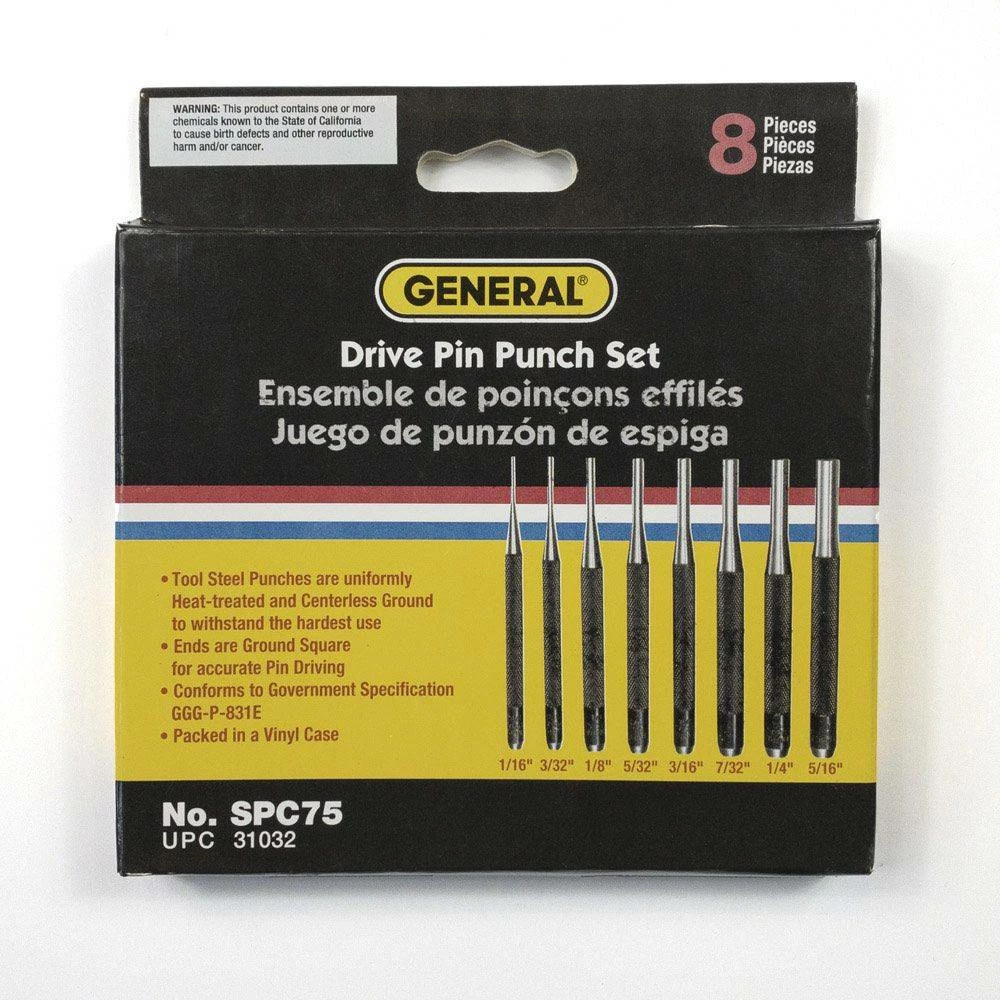 WARNING: This product contains one or more
chemicals known to the State of California
to cause birth defects and other reproductive
harm and/or cancer.
8 Pieces
Pièces
Piezas
GENERAL®
Drive Pin Punch Set
Ensemble de poinçons effilés
Juego de punzón de espiga
• Tool Steel Punches are uniformly
Heat-treated and Centerless Ground
to withstand the hardest use
• Ends are Ground Square
for accurate Pin Driving
• Conforms to Government Specification
GGG-P-831E
• Packed in a Vinyl Case
1/16" 3/32" 1/8" 5/32" 3/16" 7/32" 1/4" 5/16"
No. SPC75
UPC 31032